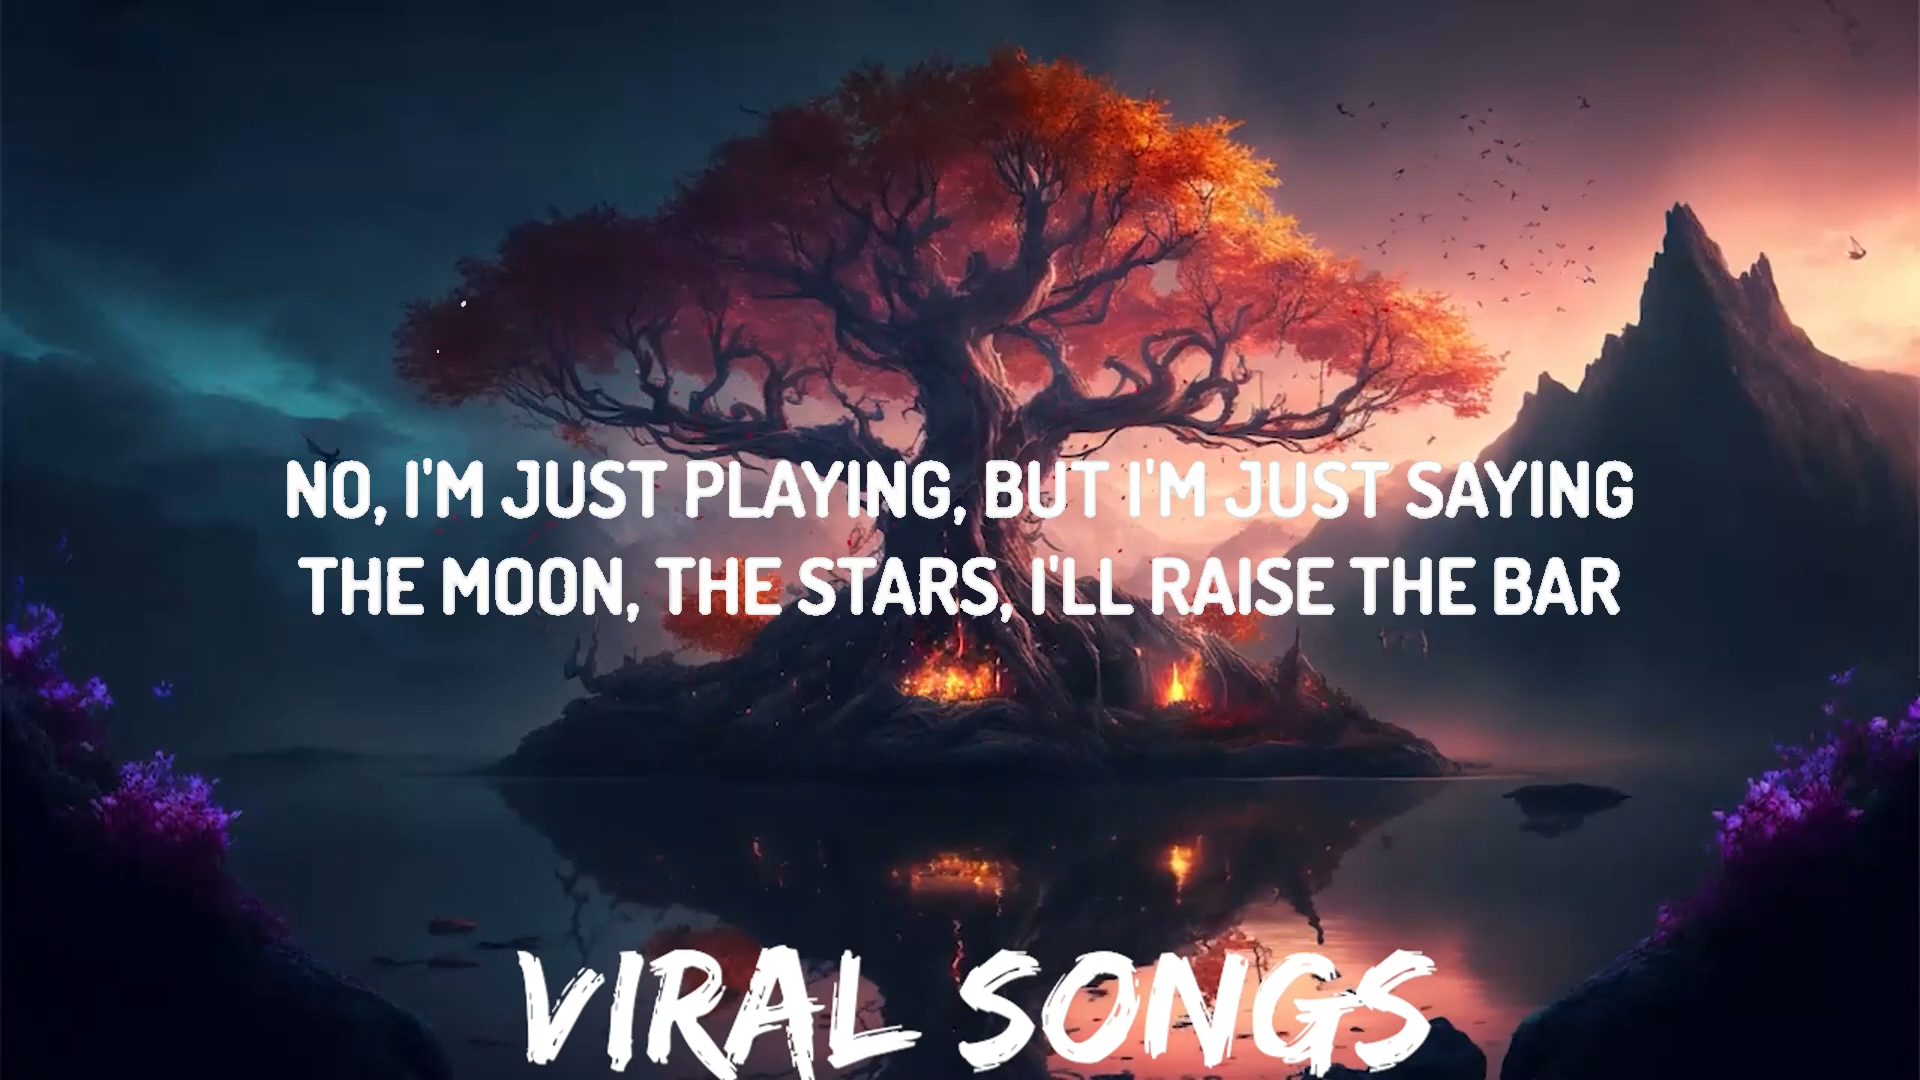 NO, I'M JUST PLAYING, BUT I'M JUST SAYING
THE MOON, THE STARS, I'LL RAISE THE BAR
VIRAL SONGS